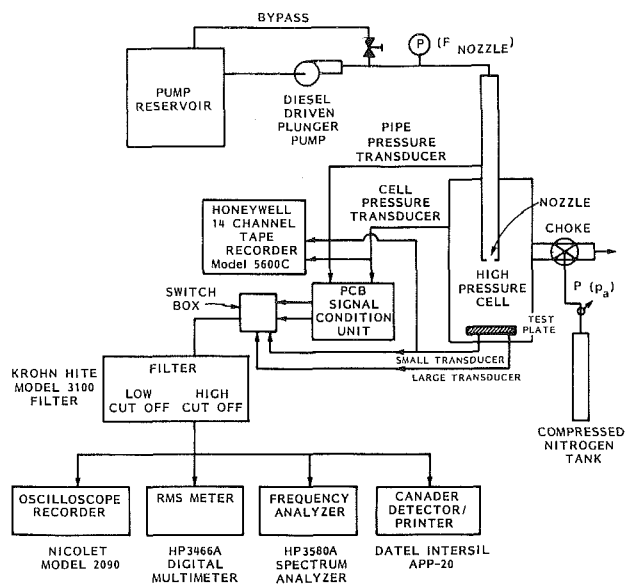 BYPASS
P
(F NOZZLE)
PUMP
RESERVOIR
DIESEL
DRIVEN
PLUNGER
PUMP
PIPE
PRESSURE
TRANSDUCER
CELL
PRESSURE
TRANSDUCER
HONEYWELL
14 CHANNEL
TAPE
RECORDER
Model 5600C
NOZZLE
CHOKE
HIGH
PRESSURE
CELL
P (pa)
SWITCH
BOX
PCB
SIGNAL
CONDITION
UNIT
TEST
PLATE
SMALL TRANSDUCER
LARGE TRANSDUCER
KROHN HITE
MODEL 3100
FILTER
FILTER
LOW
CUT OFF
HIGH
CUT OFF
COMPRESSED
NITROGEN
TANK
OSCILLOSCOPE
RECORDER
RMS METER
FREQUENCY
ANALYZER
CANADER
DETECTOR/
PRINTER
NICOLET
MODEL 2090
HP3466A
DIGITAL
MULTIMETER
HP3580A
SPECTRUM
ANALYZER
DATEL INTERSIL
APP-20